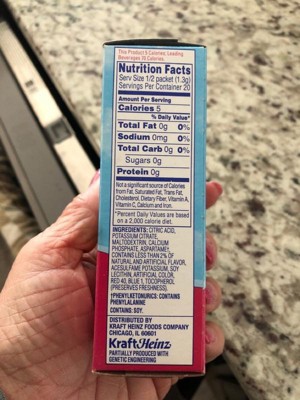 This Product 5 Calories; Leading
Beverages 70 Calories.
Nutrition Facts
Serv Size 1/2 packet (1.3g)
Servings Per Container 20
Amount Per Serving
Calories 5
% Daily Value*
Total Fat 0g 0%
Sodium 0mg 0%
Total Carb 0g 0%
Sugars 0g
Protein 0g
Not a significant source of Calories
from Fat, Saturated Fat, Trans Fat,
Cholesterol, Dietary Fiber, Vitamin A,
Vitamin C, Calcium and Iron.
*Percent Daily Values are based
on a 2,000 calorie diet.
INGREDIENTS: CITRIC ACID,
POTASSIUM CITRATE,
MALTODEXTRIN, CALCIUM
PHOSPHATE, ASPARTAME†,
CONTAINS LESS THAN 2% OF
NATURAL AND ARTIFICIAL FLAVOR,
ACESULFAME POTASSIUM, SOY
LECITHIN, ARTIFICIAL COLOR,
RED 40, BLUE 1, TOCOPHEROL
(PRESERVES FRESHNESS).
†PHENYLKETONURICS: CONTAINS
PHENYLALANINE
CONTAINS: SOY.
DISTRIBUTED BY
KRAFT HEINZ FOODS COMPANY
CHICAGO, IL 60601
KraftHeinz
PARTIALLY PRODUCED WITH
GENETIC ENGINEERING